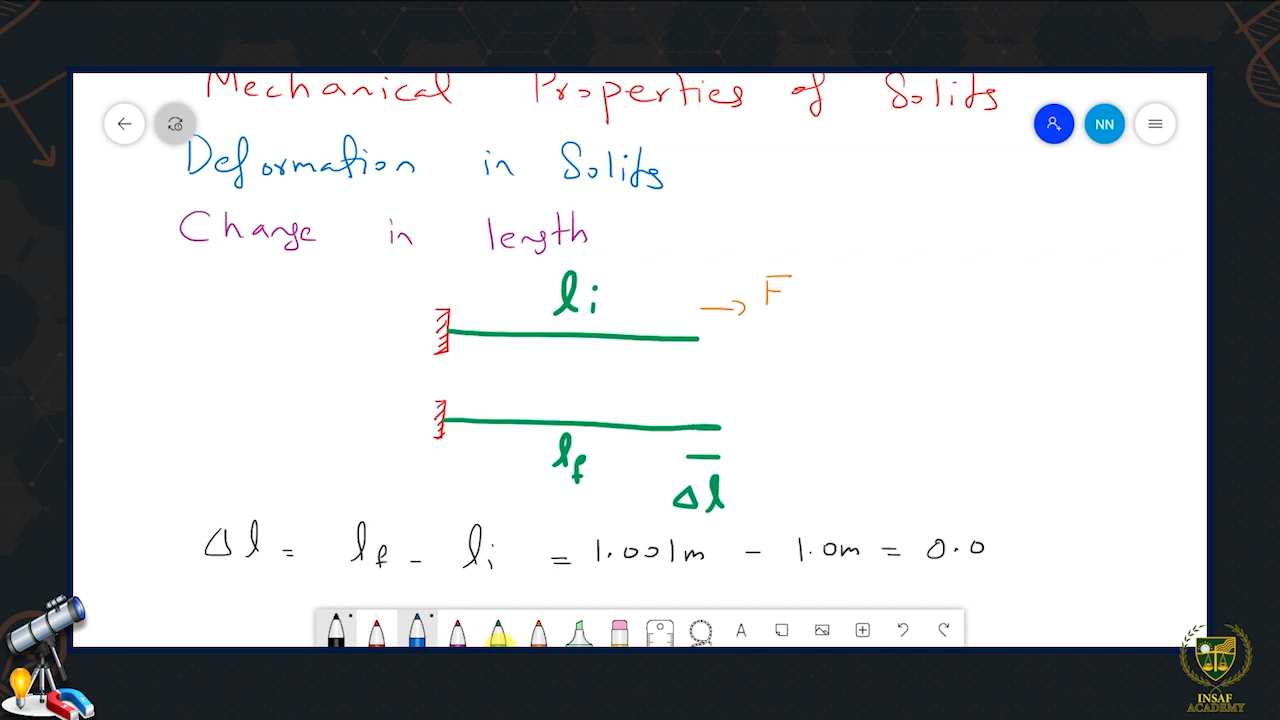 Mechanical Properties of Solids
NN
Deformation in Solids
Change in length
li
F
lf
Δl
Δl = lf - li = 1.001m - 1.0m = 0.0
A
INSAF
ACADEMY